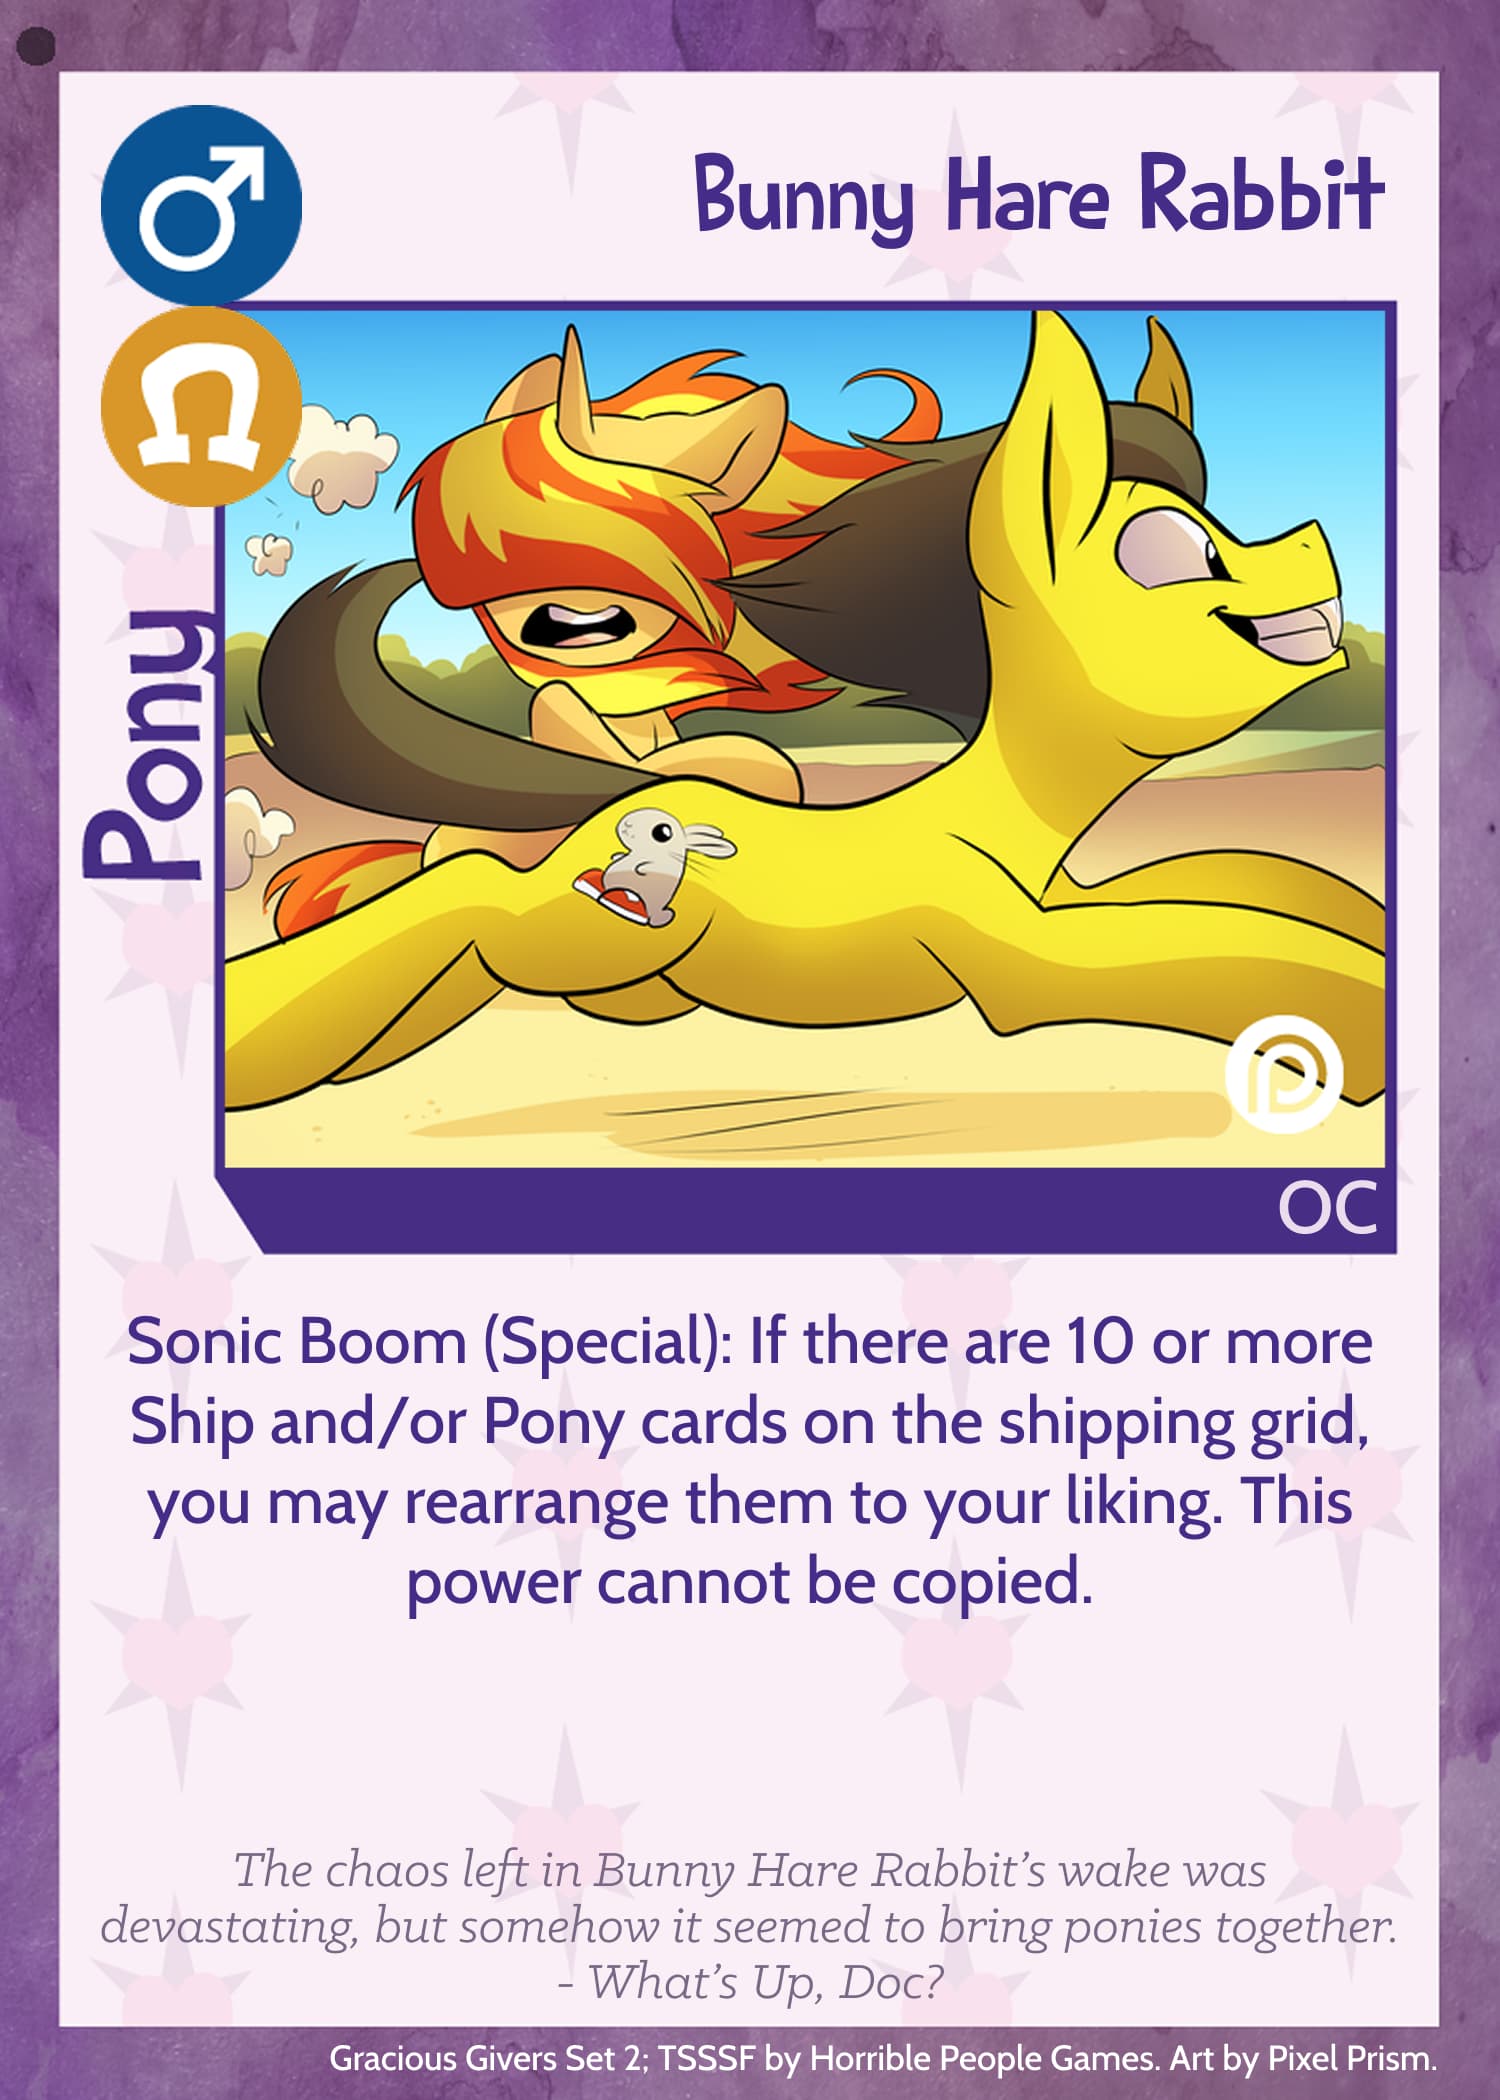 Bunny Hare Rabbit
Pony
OC
Sonic Boom (Special): If there are 10 or more
Ship and/or Pony cards on the shipping grid,
you may rearrange them to your liking. This
power cannot be copied.
The chaos left in Bunny Hare Rabbit’s wake was
devastating, but somehow it seemed to bring ponies together.
- What’s Up, Doc?
Gracious Givers Set 2; TSSSF by Horrible People Games. Art by Pixel Prism.